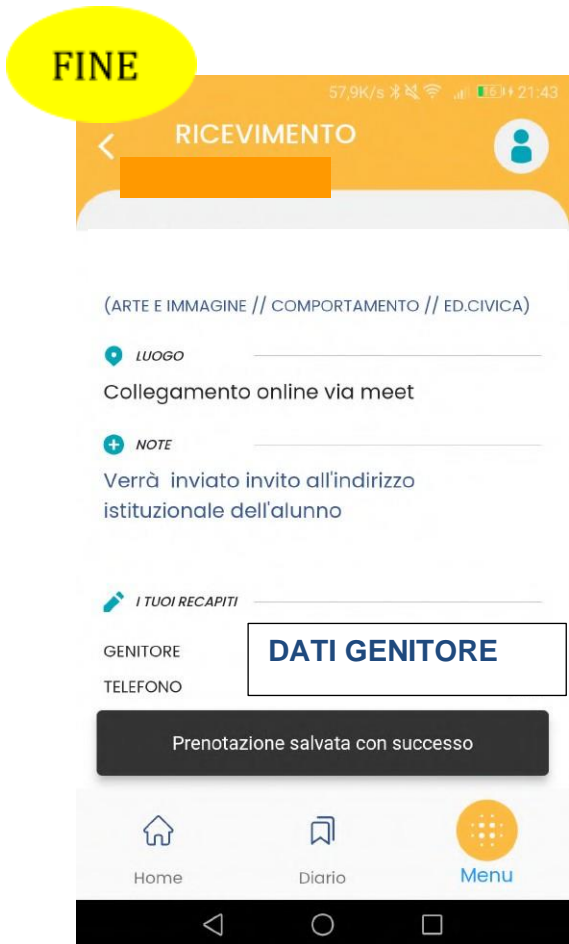 FINE
57,9K/s 16 21:43
RICEVIMENTO
(ARTE E IMMAGINE // COMPORTAMENTO // ED.CIVICA)
LUOGO
Collegamento online via meet
NOTE
Verrà inviato invito all'indirizzo
istituzionale dell'alunno
I TUOI RECAPITI
GENITORE
DATI GENITORE
TELEFONO
Prenotazione salvata con successo
Home Diario Menu